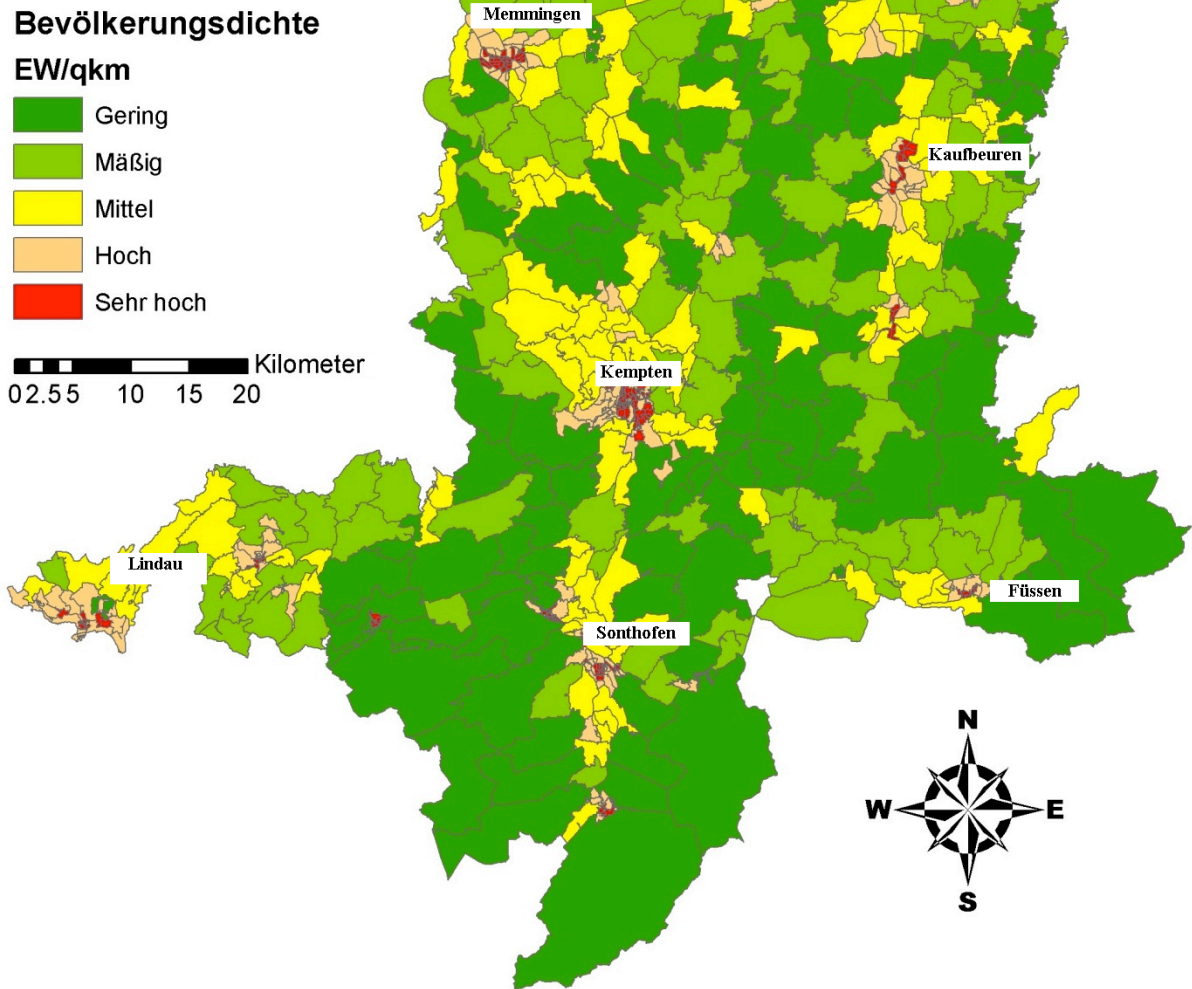 Bevölkerungsdichte
EW/qkm
Gering
Mäßig
Mittel
Hoch
Sehr hoch
Kilometer
0 2.5 5 10 15 20
Memmingen
Kaufbeuren
Kempten
Lindau
Füssen
Sonthofen
N
W E
S